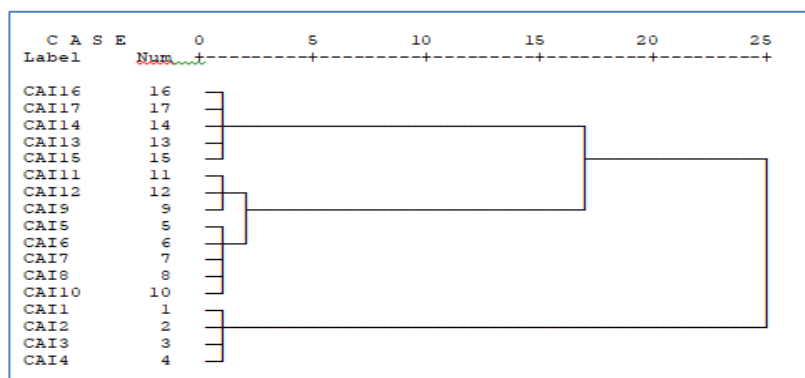 C A S E 0 5 10 15 20 25
Label Num +---------+---------+---------+---------+---------+
CAI16 16
CAI17 17
CAI14 14
CAI13 13
CAI15 15
CAI11 11
CAI12 12
CAI9 9
CAI5 5
CAI6 6
CAI7 7
CAI8 8
CAI10 10
CAI1 1
CAI2 2
CAI3 3
CAI4 4